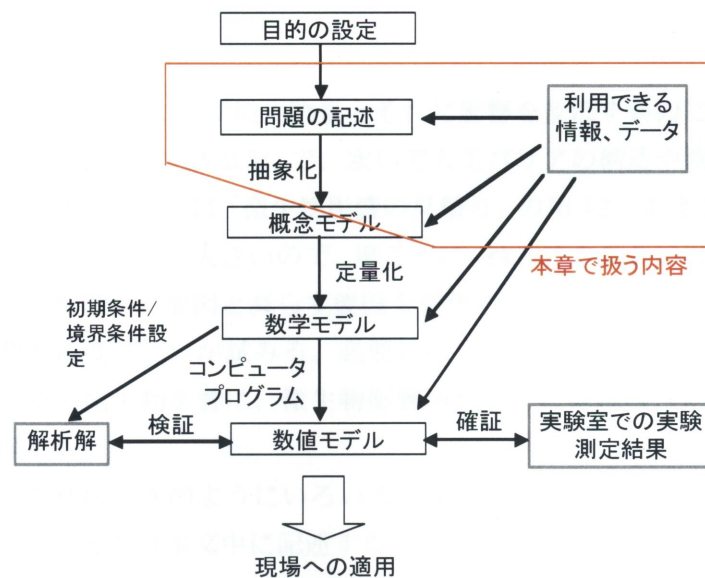 目的の設定
問題の記述
利用できる
情報、データ
抽象化
概念モデル
本章で扱う内容
定量化
初期条件/
境界条件設
定
数学モデル
コンピュータ
プログラム
解析解
検証
数値モデル
確証
実験室での実験
測定結果
現場への適用